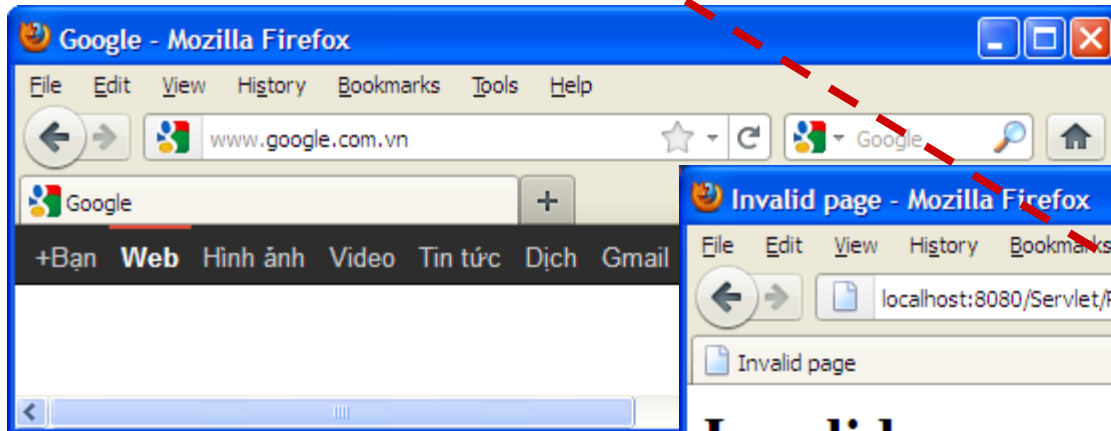 Google - Mozilla Firefox
File Edit View History Bookmarks Tools Help
www.google.com.vn
Google
Google
+Bạn Web Hình ảnh Video Tin tức Dịch Gmail
Invalid page - Mozilla Firefox
File Edit View History Bookmarks
localhost:8080/Servlet/
Invalid page